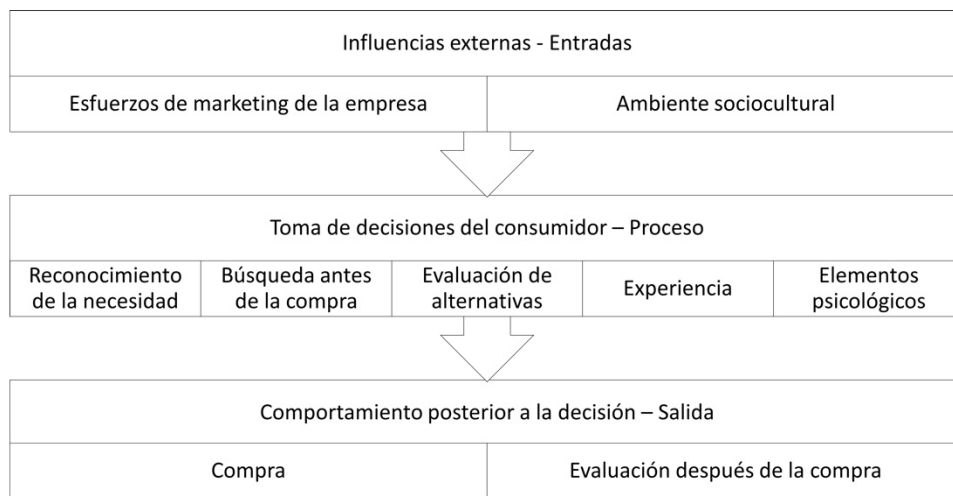 Influencias externas - Entradas
Esfuerzos de marketing de la empresa
Ambiente sociocultural
Toma de decisiones del consumidor – Proceso
Reconocimiento
de la necesidad
Búsqueda antes
de la compra
Evaluación de
alternativas
Experiencia
Elementos
psicológicos
Comportamiento posterior a la decisión – Salida
Compra
Evaluación después de la compra